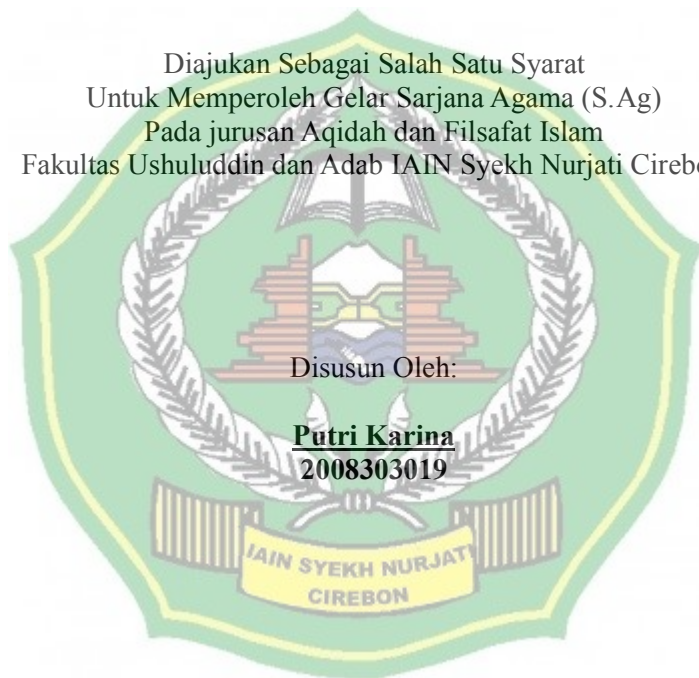 Diajukan Sebagai Salah Satu Syarat
Untuk Memperoleh Gelar Sarjana Agama (S.Ag)
Pada jurusan Aqidah dan Filsafat Islam
Fakultas Ushuluddin dan Adab IAIN Syekh Nurjati Cirebo
Disusun Oleh:
Putri Karina
2008303019
IAIN SYEKH NURJATI
CIREBON